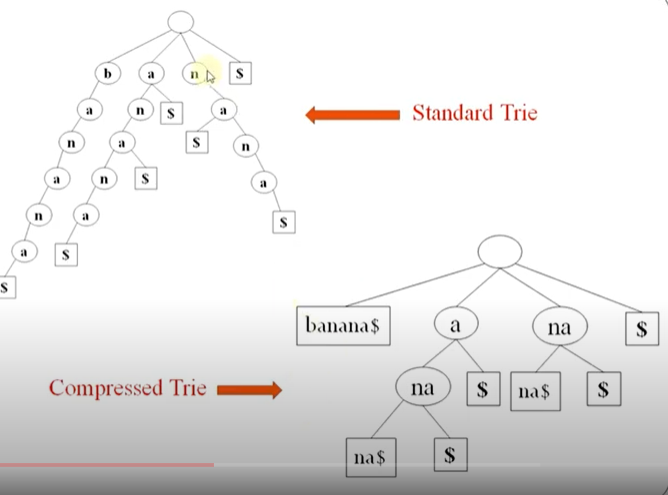 b a n $
a n $ a
n a $ n
a n $ a
n a $
a $
$
Standard Trie
banana$ a na $
Compressed Trie
na $ na$ $
na$ $